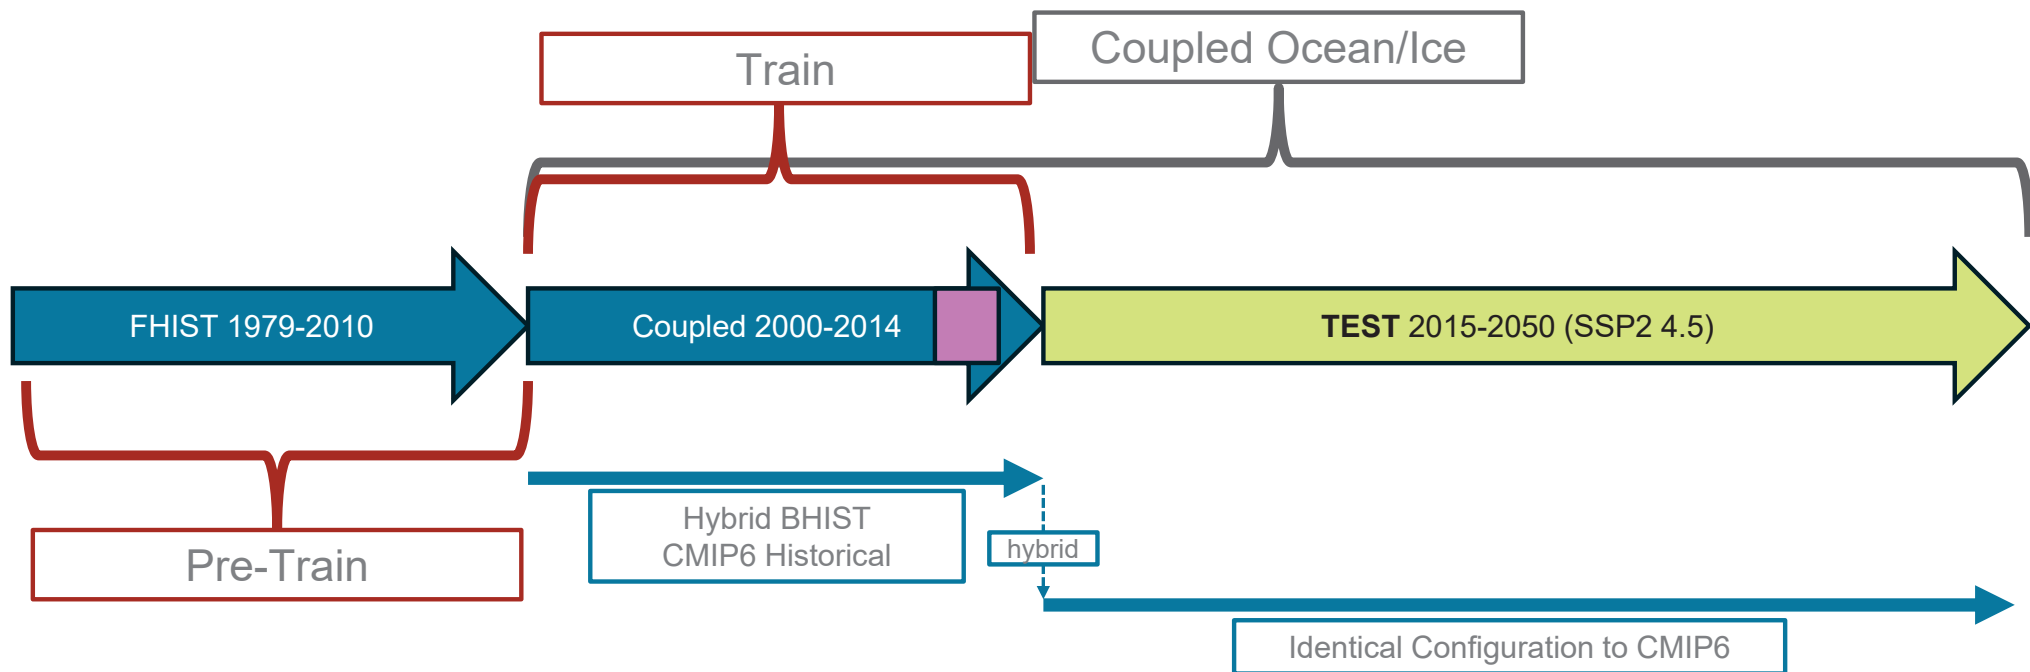 Train
Coupled Ocean/Ice
FHIST 1979-2010
Coupled 2000-2014
TEST 2015-2050 (SSP2 4.5)
Pre-Train
Hybrid BHIST
CMIP6 Historical
hybrid
Identical Configuration to CMIP6